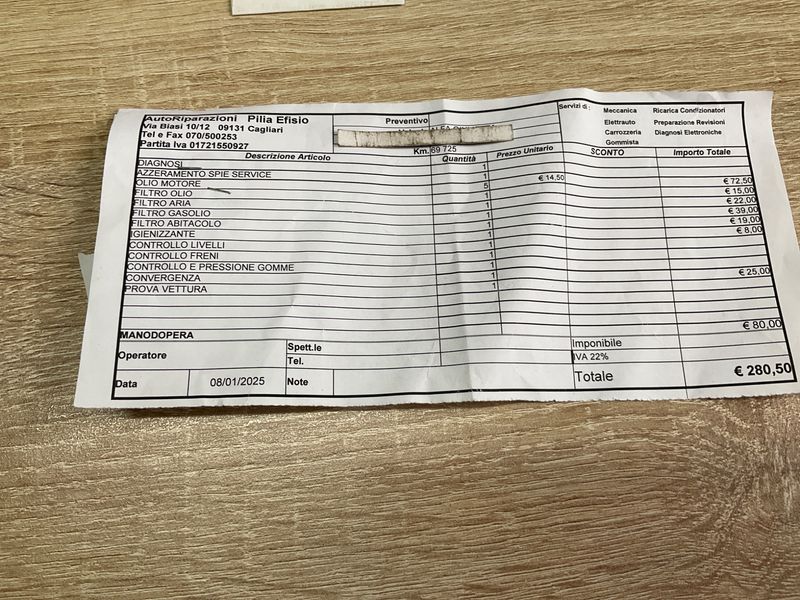 AutoRiparazioni Pilia Efisio
Via Biasi 10/12 09131 Cagliari
Tel e Fax 070/500253
Partita Iva 01721550927
Preventivo
Km. 69 725
Servizi di : Meccanica Ricarica Condizionatori
Elettrauto Preparazione Revisioni
Carrozzeria Diagnosi Elettroniche
Gommista
Descrizione Articolo Quantità Prezzo Unitario SCONTO Importo Totale
DIAGNOSI 1
AZZERAMENTO SPIE SERVICE 1
OLIO MOTORE 5 € 14,50 € 72,50
FILTRO OLIO 1 € 15,00
FILTRO ARIA 1 € 22,00
FILTRO GASOLIO 1 € 39,00
FILTRO ABITACOLO 1 € 19,00
IGIENIZZANTE 1 € 8,00
CONTROLLO LIVELLI 1
CONTROLLO FRENI 1
CONTROLLO E PRESSIONE GOMME 1
CONVERGENZA 1 € 25,00
PROVA VETTURA 1
MANODOPERA € 80,00
Operatore
Spett.le
Tel.
Imponibile
IVA 22%
Data 08/01/2025 Note
Totale € 280,50